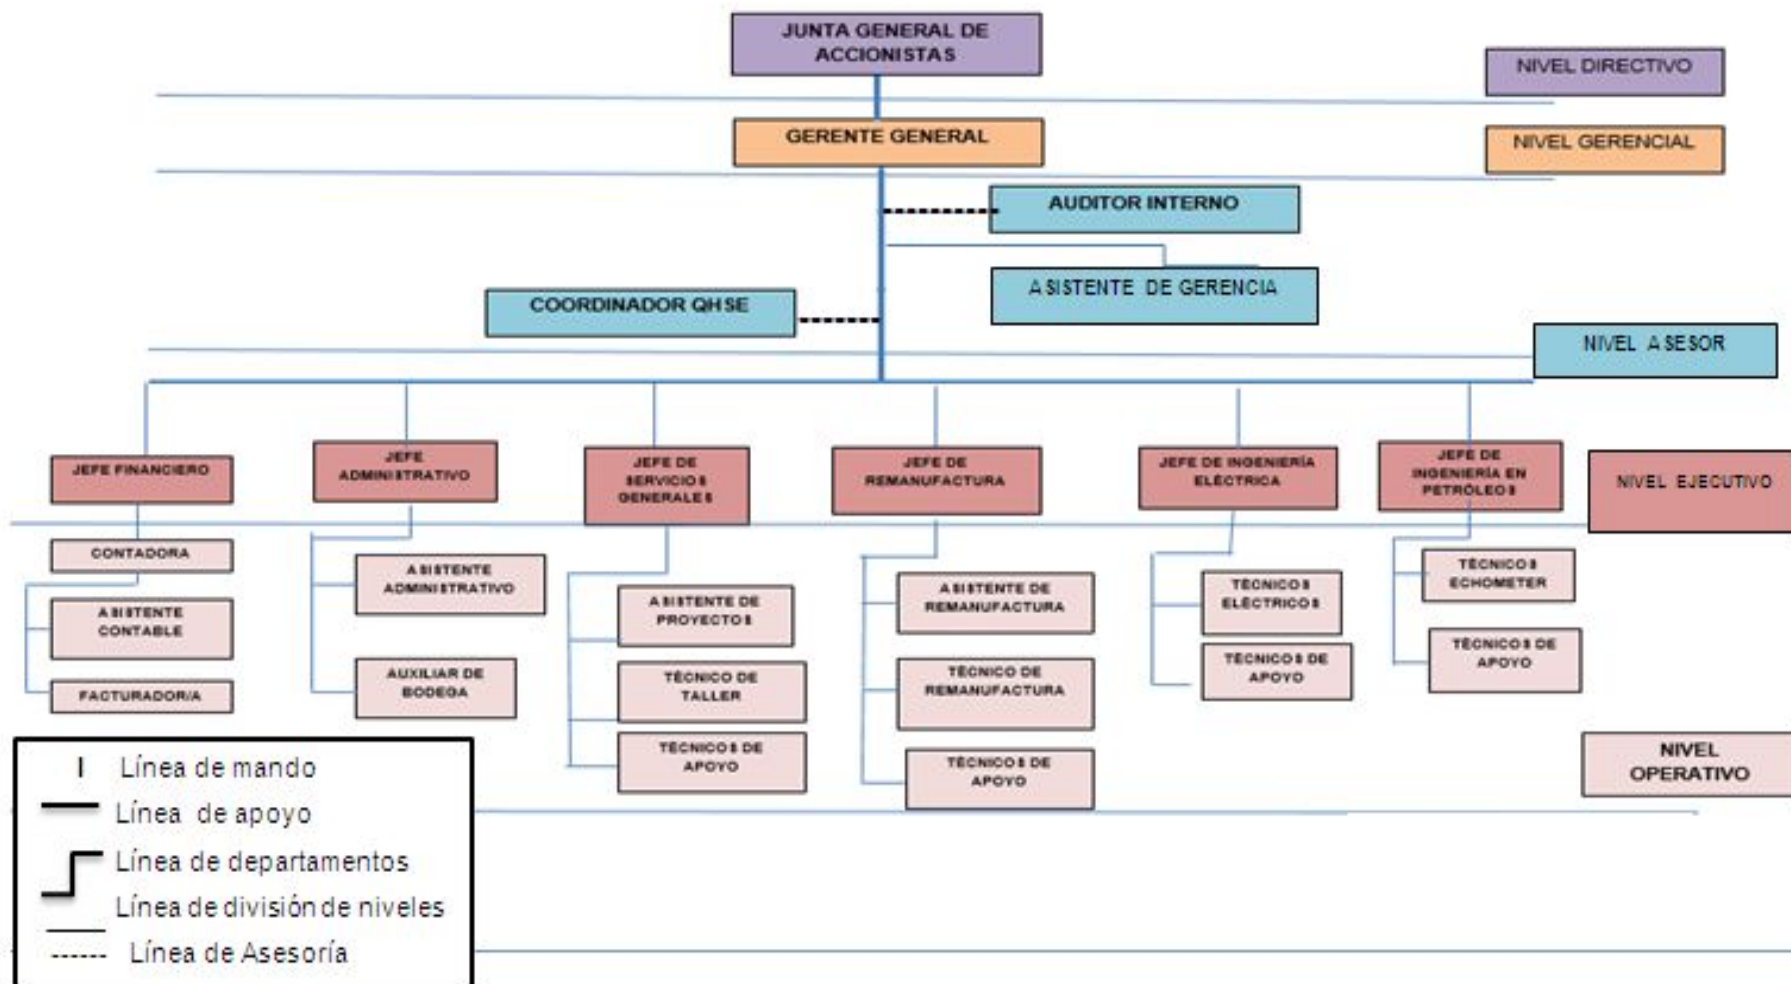 JUNTA GENERAL DE
ACCIONISTAS
NIVEL DIRECTIVO
GERENTE GENERAL
NIVEL GERENCIAL
AUDITOR INTERNO
ASISTENTE DE GERENCIA
COORDINADOR QHSE
NIVEL ASESOR
JEFE FINANCIERO
JEFE
ADMINISTRATIVO
JEFE DE
SERVICIOS
GENERALES
JEFE DE
REMANUFACTURA
JEFE DE INGENIERÍA
ELÉCTRICA
JEFE DE
INGENIERÍA EN
PETRÓLEOS
NIVEL EJECUTIVO
CONTADORA
ASISTENTE
CONTABLE
FACTURADOR/A
ASISTENTE
ADMINISTRATIVO
AUXILIAR DE
BODEGA
ASISTENTE DE
PROYECTOS
TÉCNICO DE
TALLER
TÉCNICOS DE
APOYO
ASISTENTE DE
REMANUFACTURA
TÉCNICO DE
REMANUFACTURA
TÉCNICOS DE
APOYO
TÉCNICOS
ELÉCTRICOS
TÉCNICOS DE
APOYO
TÉCNICOS
ECHOMETER
TÉCNICOS DE
APOYO
NIVEL
OPERATIVO
Línea de mando
Línea de apoyo
Línea de departamentos
Línea de división de niveles
Línea de Asesoría